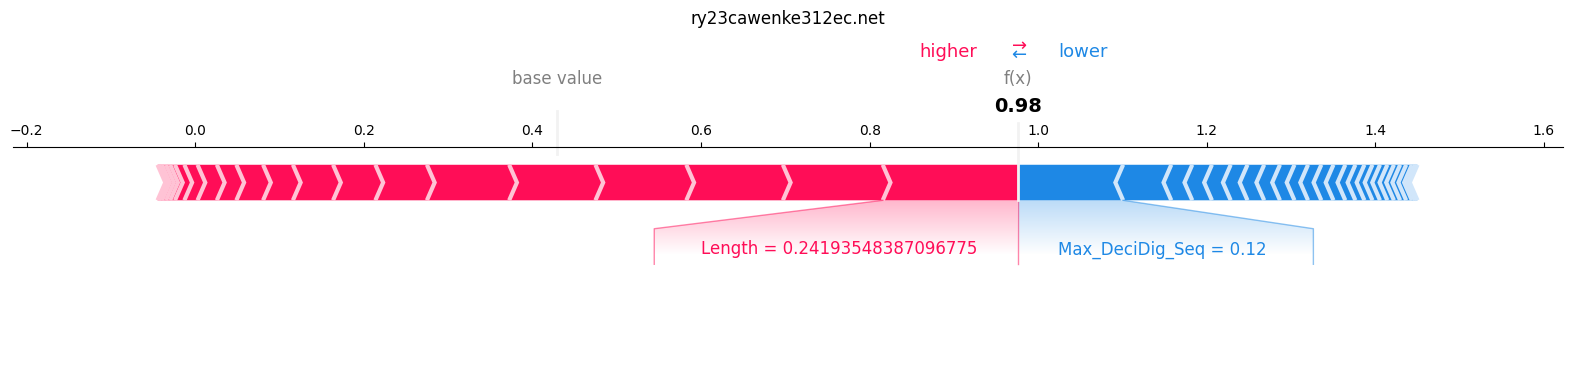 ry23cawenke312ec.net
higher ⇄ lower
base value f(x)
0.98
−0.2 0.0 0.2 0.4 0.6 0.8 1.0 1.2 1.4 1.6
Length = 0.24193548387096775 Max_DeciDig_Seq = 0.12